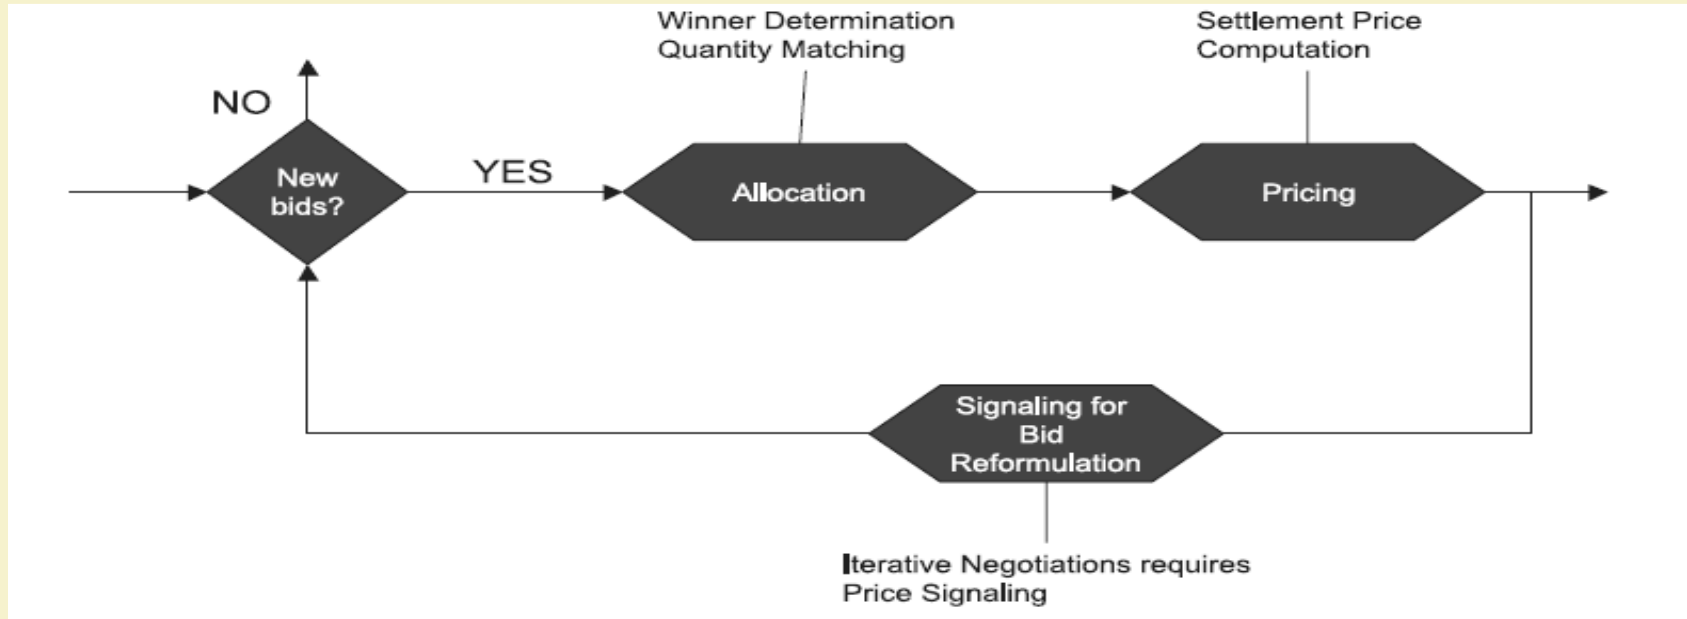 Winner Determination
Quantity Matching
Settlement Price
Computation
NO
New
bids?
YES
Allocation
Pricing
Signaling for
Bid
Reformulation
Iterative Negotiations requires
Price Signaling